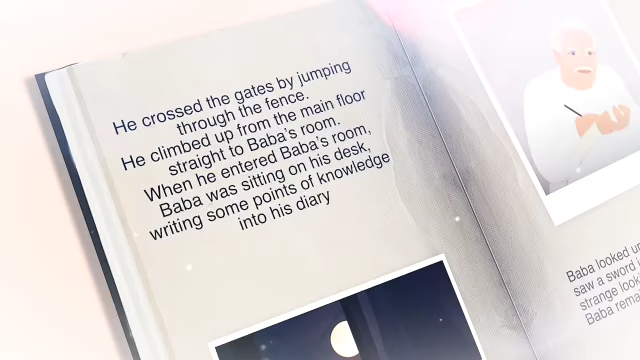 He crossed the gates by jumping
through the fence.
He climbed up from the main floor
straight to Baba's room.
When he entered Baba's room,
Baba was sitting on his desk,
writing some points of knowledge
into his diary
Baba looked
saw a sword
strange
Baba